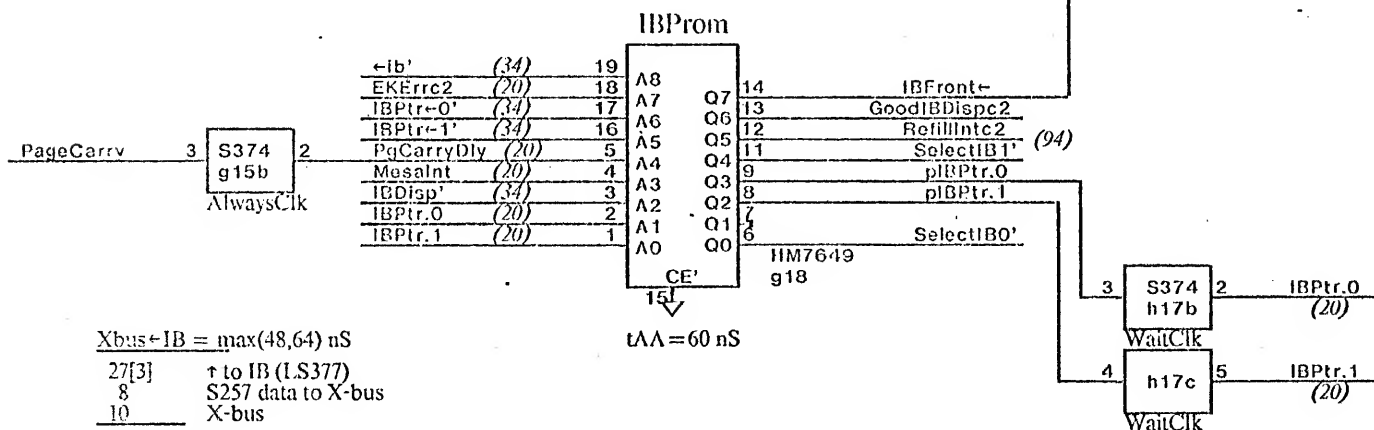 IBProm
←ib' (34) 19 A8
EKErrc2 (20) 18 A7
IBPtr←0' (34) 17 A6
IBPtr←1' (34) 16 A5
PgCarryDly (20) 5 A4
MesaInt (20) 4 A3
IBDisp' (34) 3 A2
IBPtr.0 (20) 2 A1
IBPtr.1 (20) 1 A0
Q7 14 IBFront←
Q6 13 GoodIBDispc2
Q5 12 RefillIntc2
(94)
Q4 11 SelectIB1'
Q3 9 pIBPtr.0
Q2 8 pIBPtr.1
Q1 7
Q0 6 SelectIB0'
HM7649
g18
CE'
15
tAA=60 nS
PageCarry 3 S374 2
g15b
AlwaysClk
3 S374 2 IBPtr.0
h17b (20)
WaitClk
4 h17c 5 IBPtr.1
(20)
WaitClk
Xbus←IB = max(48,64) nS
27[3] ↑ to IB (LS377)
8 S257 data to X-bus
10 X-bus